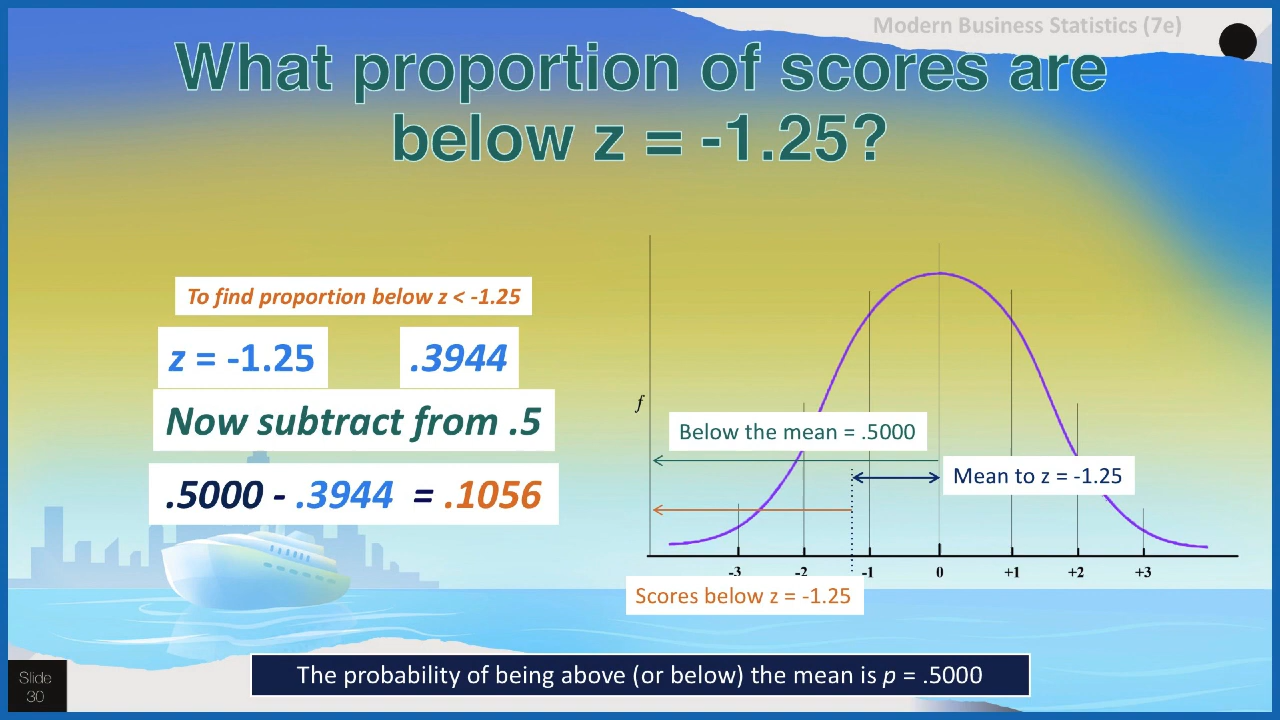 Modern Business Statistics (7e)
What proportion of scores are
below z = -1.25?
To find proportion below z < -1.25
z = -1.25
.3944
Now subtract from .5
.5000 - .3944 = .1056
f
Below the mean = .5000
Mean to z = -1.25
-3 -2 -1 0 +1 +2 +3
Scores below z = -1.25
The probability of being above (or below) the mean is p = .5000
Slide
30